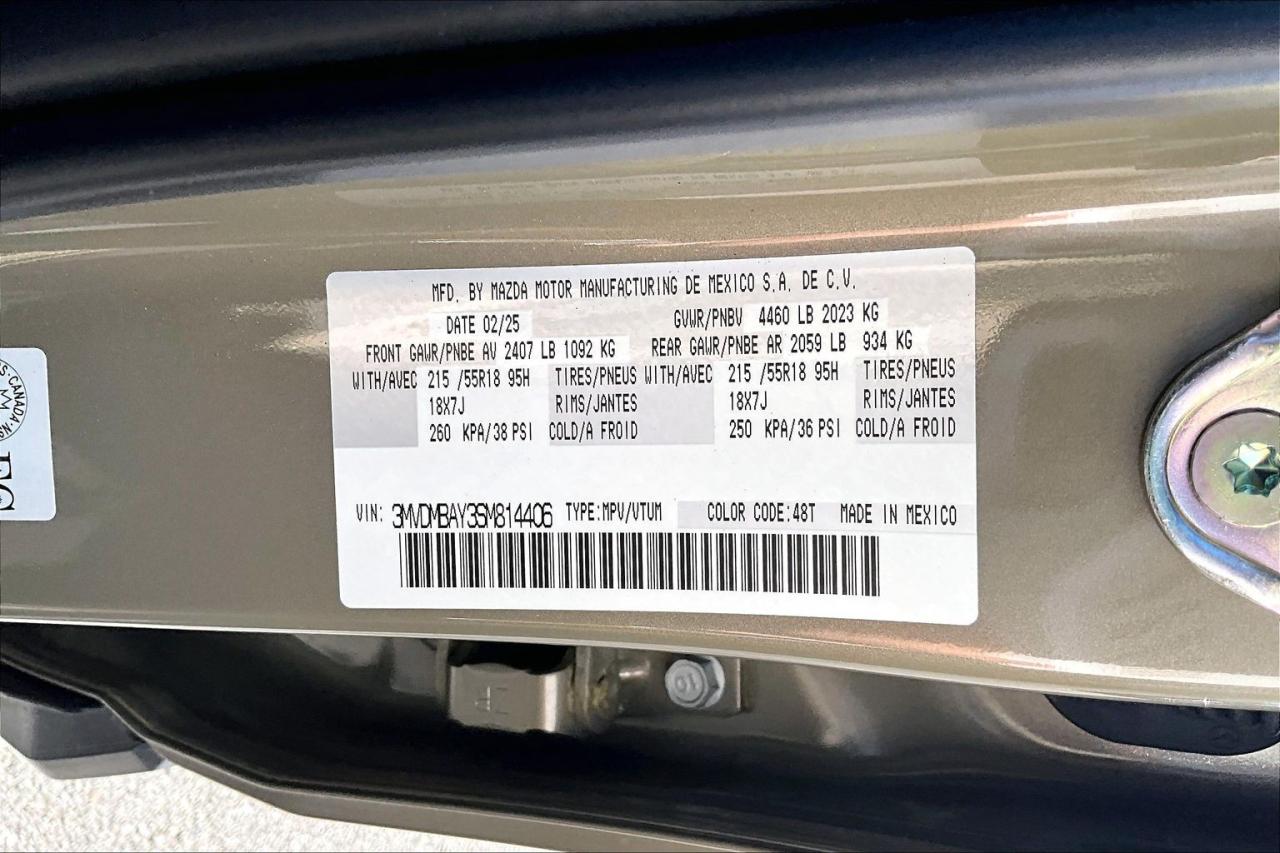 MFD. BY MAZDA MOTOR MANUFACTURING DE MEXICO S.A. DE C.V.
DATE 02/25 GVWR/PNBV 4460 LB 2023 KG
FRONT GAWR/PNBE AV 2407 LB 1092 KG REAR GAWR/PNBE AR 2059 LB 934 KG
WITH/AVEC 215 /55R18 95H TIRES/PNEUS WITH/AVEC 215 /55R18 95H TIRES/PNEUS
18X7J RIMS/JANTES 18X7J RIMS/JANTES
260 KPA/38 PSI COLD/A FROID 250 KPA/36 PSI COLD/A FROID
VIN: 3MVDMBAY3SM814406 TYPE:MPV/VTUM COLOR CODE:48T MADE IN MEXICO
CANADA
10